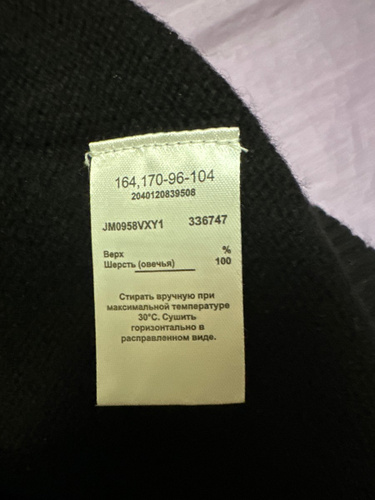 164,170-96-104
2040120839508
JM0958VXY1 336747
Верх %
Шерсть (овечья) 100
Стирать вручную при
максимальной температуре
30°С. Сушить
горизонтально в
расправленном виде.